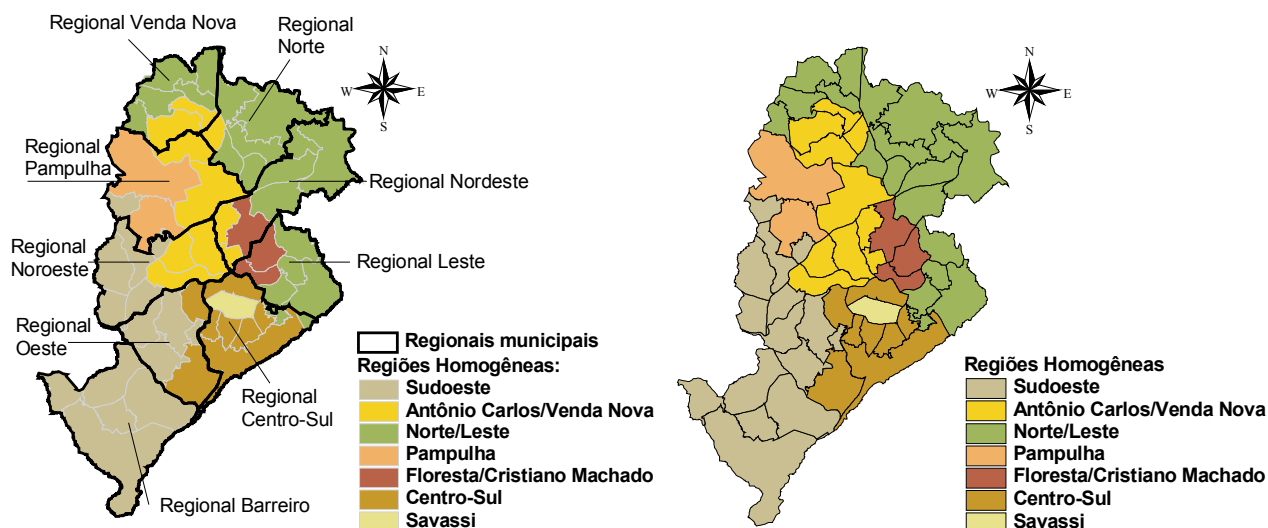 Regional Venda Nova
Regional
Norte
N
W
E
S
Regional
Pampulha
Regional Nordeste
Regional
Noroeste
Regional Leste
Regional
Oeste
Regional
Centro-Sul
Regional Barreiro
Regionais municipais
Regiões Homogêneas:
Sudoeste
Antônio Carlos/Venda Nova
Norte/Leste
Pampulha
Floresta/Cristiano Machado
Centro-Sul
Savassi
N
W
E
S
Regiões Homogêneas
Sudoeste
Antônio Carlos/Venda Nova
Norte/Leste
Pampulha
Floresta/Cristiano Machado
Centro-Sul
Savassi